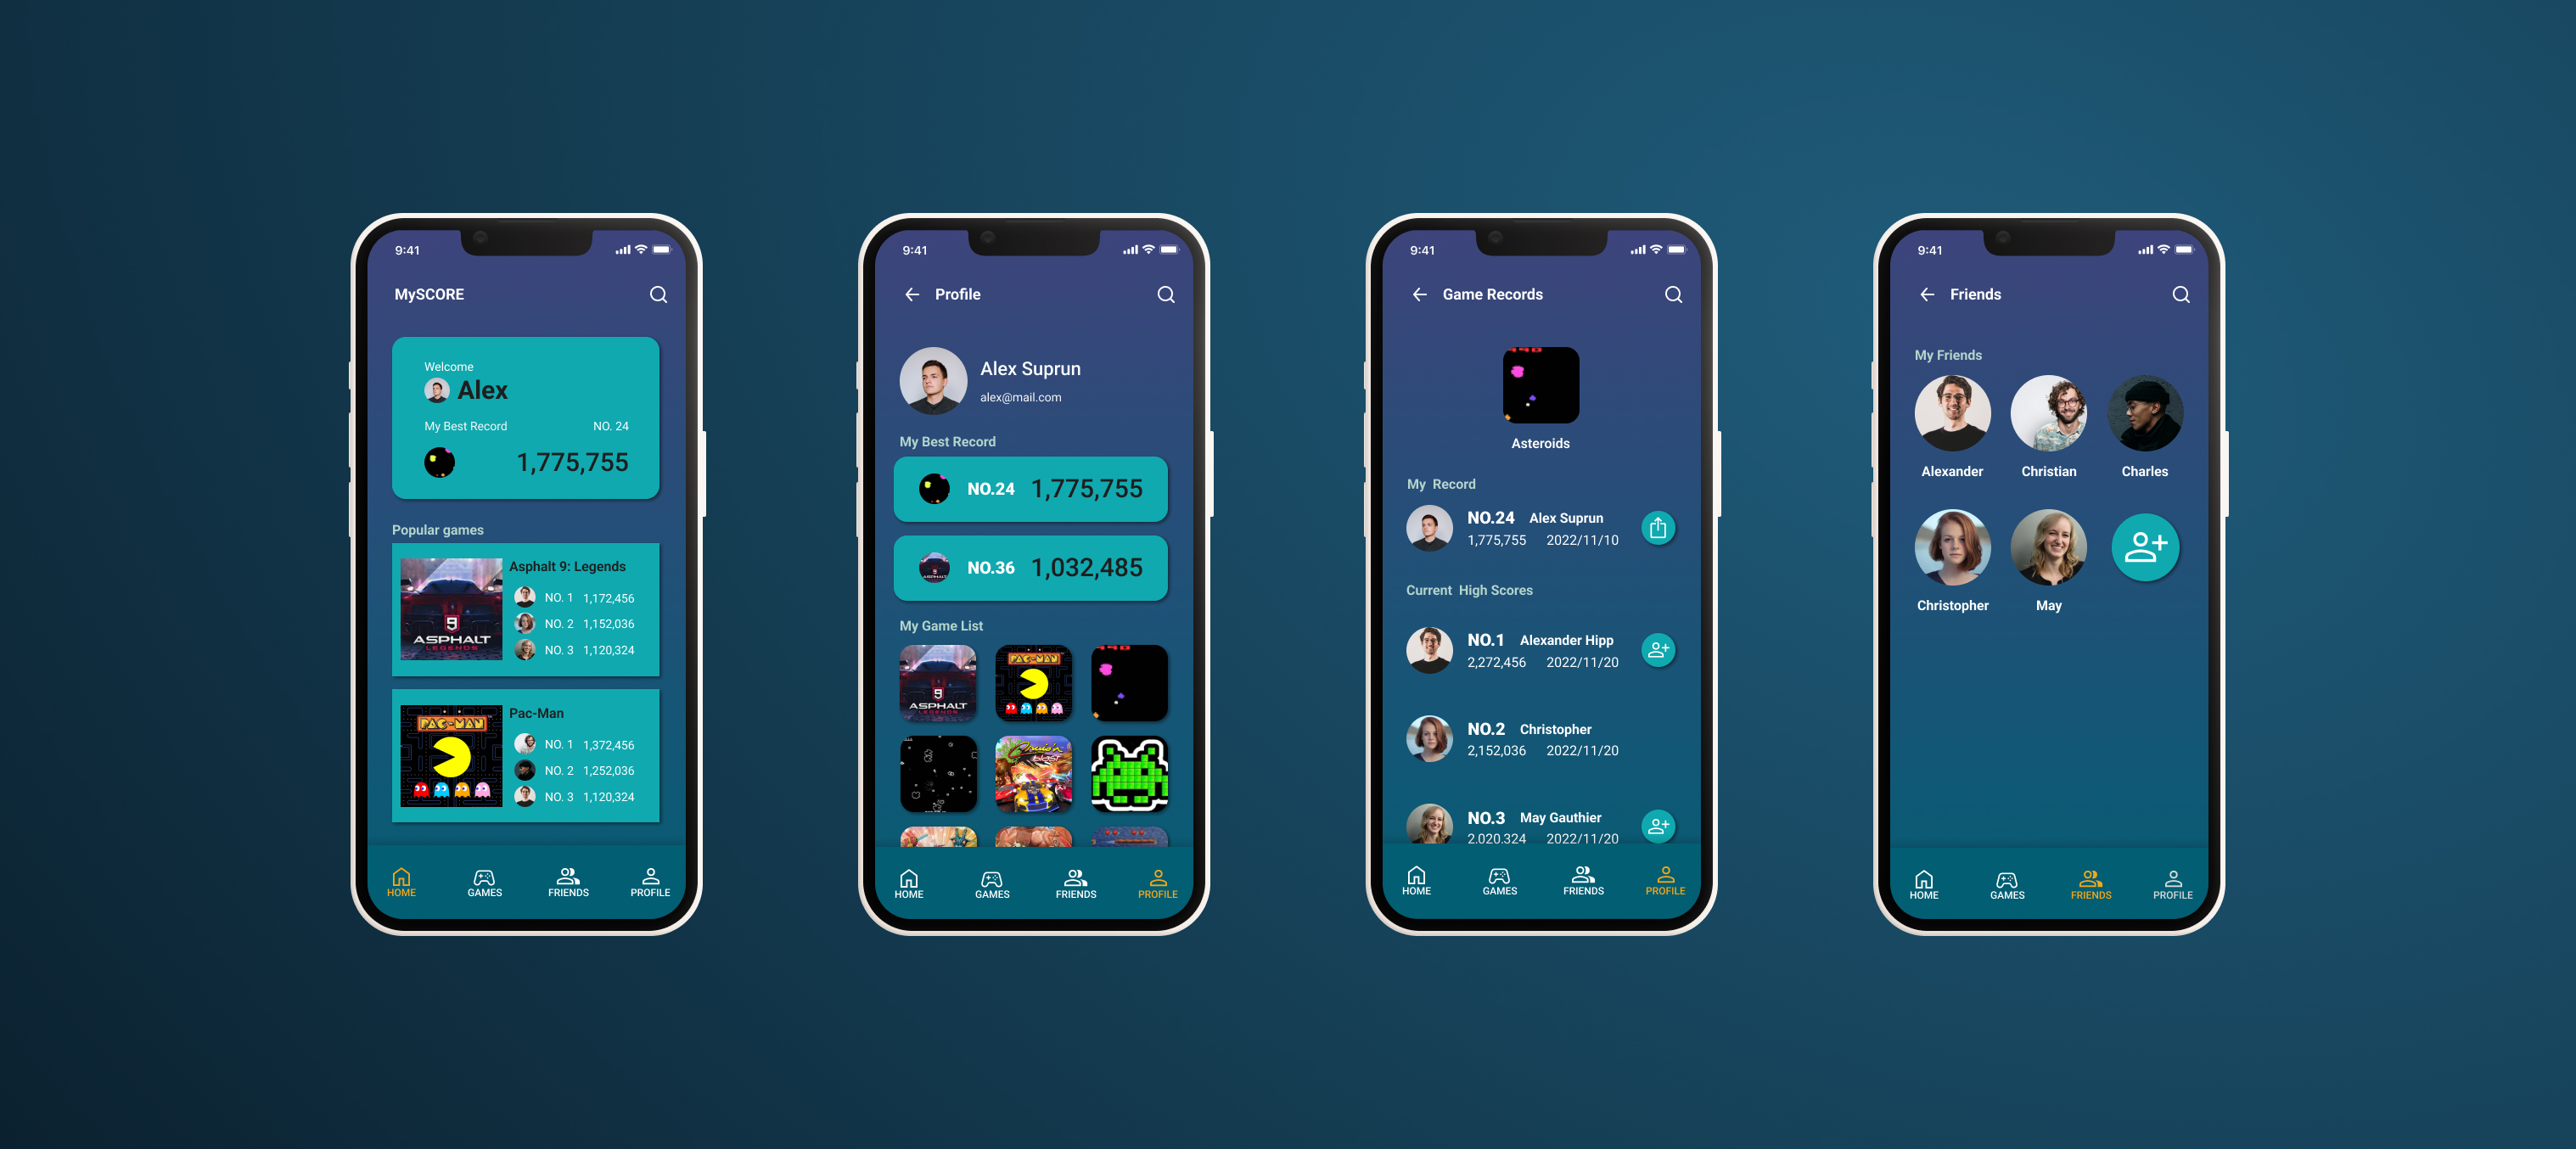 9:41
MySCORE
Welcome
Alex
My Best Record NO. 24
1,775,755
Popular games
Asphalt 9: Legends
NO. 1 1,172,456
NO. 2 1,152,036
NO. 3 1,120,324
9
ASPHALT
LEGENDS
Pac-Man
PAC-MAN
NO. 1 1,372,456
NO. 2 1,252,036
NO. 3 1,120,324
HOME GAMES FRIENDS PROFILE
9:41
Profile
Alex Suprun
alex@mail.com
My Best Record
NO.24 1,775,755
ASPHALT
NO.36 1,032,485
My Game List
9
ASPHALT
LEGENDS
PAC-MAN
Cruis'n
Blast
HOME GAMES FRIENDS PROFILE
9:41
Game Records
Asteroids
My Record
NO.24 Alex Suprun
1,775,755 2022/11/10
Current High Scores
NO.1 Alexander Hipp
2,272,456 2022/11/20
NO.2 Christopher
2,152,036 2022/11/20
NO.3 May Gauthier
2,020,324 2022/11/20
HOME GAMES FRIENDS PROFILE
9:41
Friends
My Friends
Alexander Christian Charles
Christopher May
HOME GAMES FRIENDS PROFILE